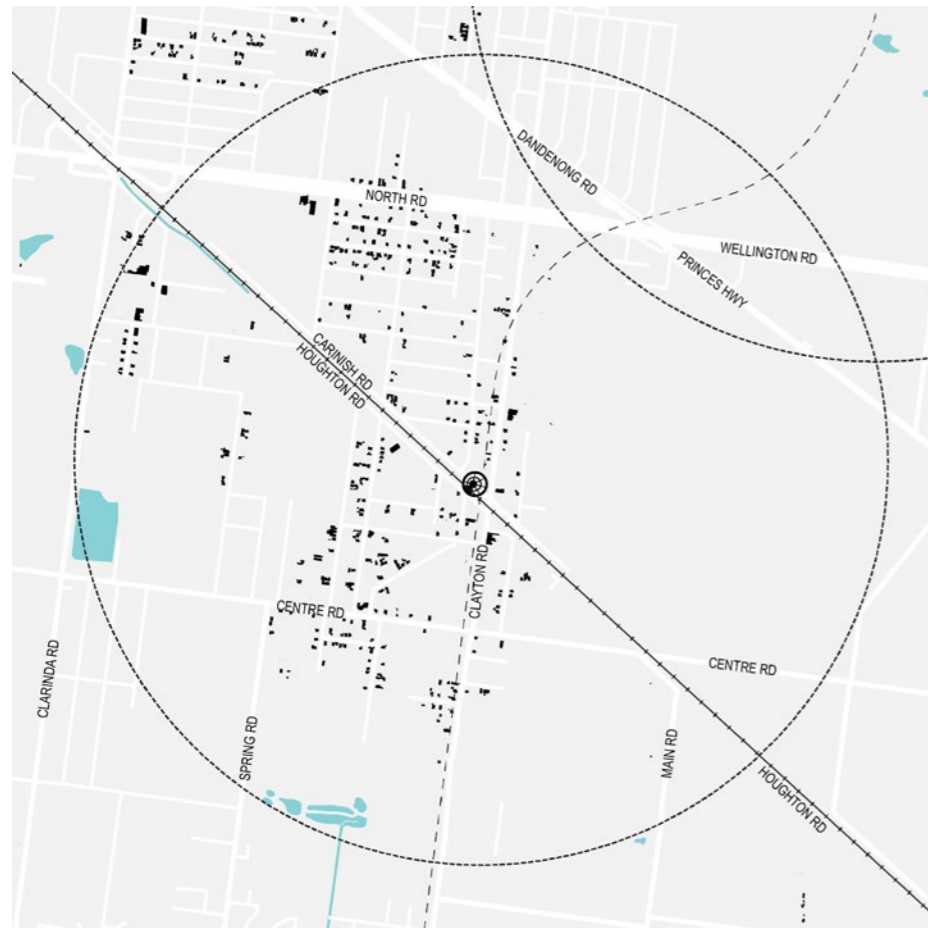 DANDENONG RD
NORTH RD
WELLINGTON RD
PRINCES HWY
CARINISH RD
HOUGHTON RD
CLAYTON RD
CENTRE RD
CENTRE RD
CLARINDA RD
SPRING RD
MAIN RD
HOUGHTON RD